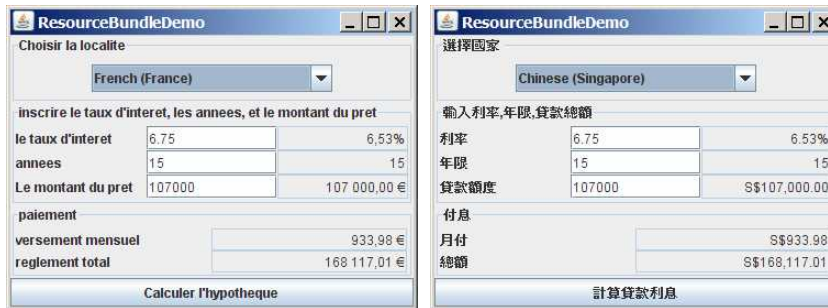 ResourceBundleDemo
Choisir la localite
French (France)
inscrire le taux d'interet, les annees, et le montant du pret
le taux d'interet 6.75 6,53%
annees 15 15
Le montant du pret 107000 107 000,00 €
paiement
versement mensuel 933,98 €
reglement total 168 117,01 €
Calculer l'hypotheque
ResourceBundleDemo
選擇國家
Chinese (Singapore)
輸入利率,年限,貸款總額
利率 6.75 6.53%
年限 15 15
貸款額度 107000 S$107,000.00
付息
月付 S$933.98
總額 S$168,117.01
計算貸款利息